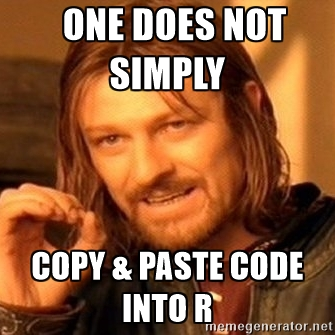 ONE DOES NOT
SIMPLY
COPY & PASTE CODE
INTO R
memegenerator.net